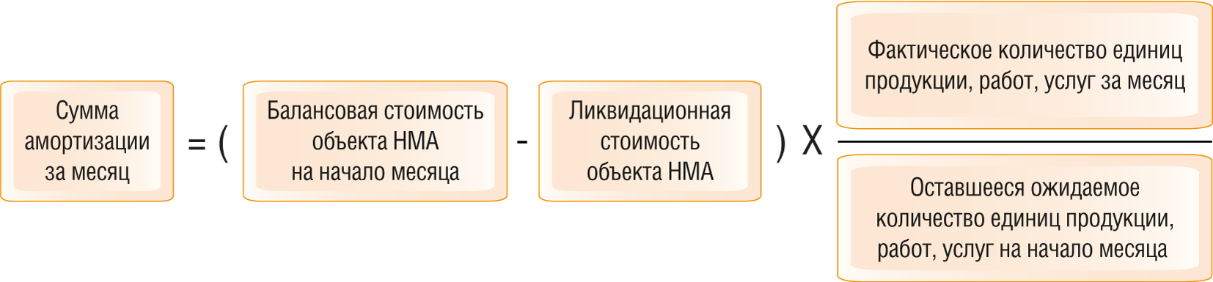 Сумма
амортизации
за месяц
= (
Балансовая стоимость
объекта НМА
на начало месяца
-
Ликвидационная
стоимость
объекта НМА
) X
Фактическое количество единиц
продукции, работ, услуг за месяц
Оставшееся ожидаемое
количество единиц продукции,
работ, услуг на начало месяца